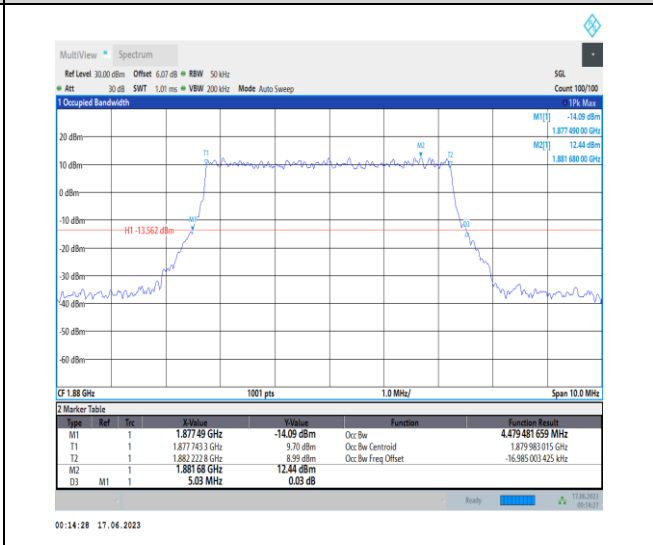 MultiView Spectrum
Ref Level 30.00 dBm Offset 6.07 dB RBW 50 kHz SGL
Att 30 dB SWT 1.01 ms VBW 200 kHz Mode Auto Sweep Count 100/100
1 Occupied Bandwidth 1Pk Max
M1[1] -14.09 dBm
1.877 490 00 GHz
M2[1] 12.44 dBm
1.881 680 00 GHz
20 dBm
M2
T1 T2
10 dBm
0 dBm
-10 dBm
M1 D3
H1 -13.562 dBm
-20 dBm
-30 dBm
-40 dBm
-50 dBm
-60 dBm
CF 1.88 GHz 1001 pts 1.0 MHz/ Span 10.0 MHz
2 Marker Table
Type Ref Trc X-Value Y-Value Function Function Result
M1 1 1.877 49 GHz -14.09 dBm Occ Bw 4.479 481 659 MHz
T1 1 1.877 743 3 GHz 9.70 dBm Occ Bw Centroid 1.879 983 015 GHz
T2 1 1.882 222 8 GHz 8.99 dBm Occ Bw Freq Offset -16.985 003 425 kHz
M2 1 1.881 68 GHz 12.44 dBm
D3 M1 1 5.03 MHz 0.03 dB
Ready 17.06.2023
00:14:27
00:14:28 17.06.2023